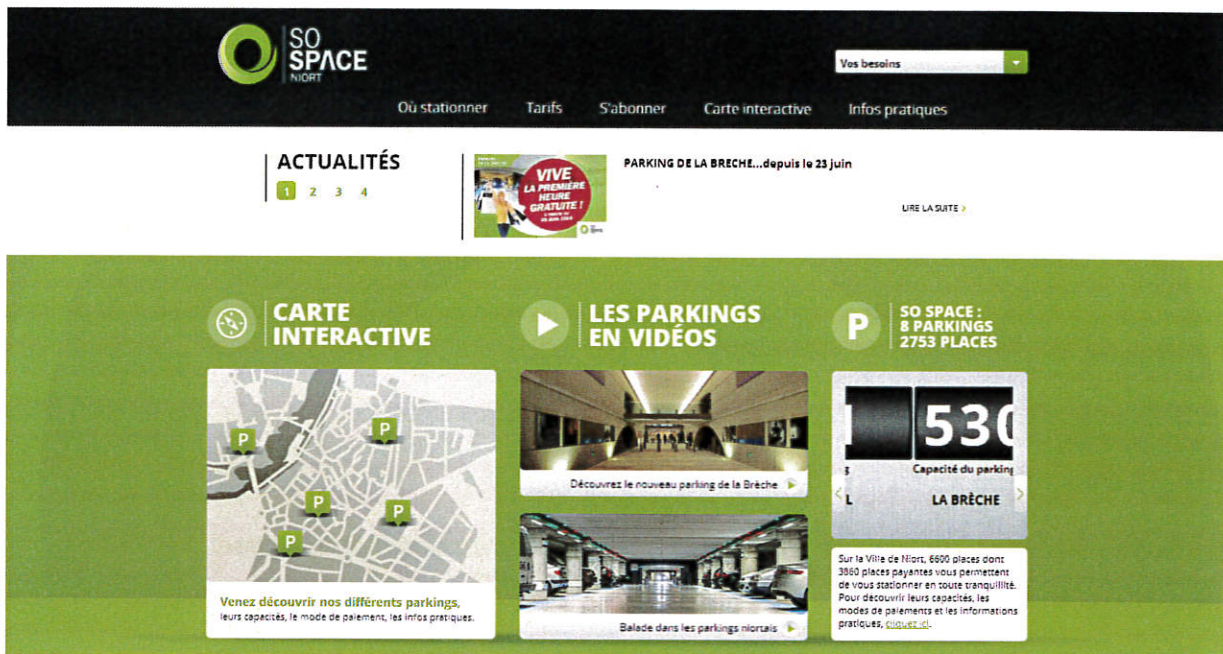 SO
SPACE
NIORT
Vos besoins
Où stationner
Tarifs
S'abonner
Carte interactive
Infos pratiques
ACTUALITÉS
1 2 3 4
VIVE
LA PREMIÈRE
HEURE
GRATUITE !
PARKING DE LA BRECHE...depuis le 23 juin
LIRE LA SUITE
CARTE
INTERACTIVE
P
P
P
P
P
Venez découvrir nos différents parkings,
leurs capacités, le mode de paiement, les infos pratiques.
LES PARKINGS
EN VIDÉOS
Découvrez le nouveau parking de la Brèche
Balade dans les parkings niortais
P
SO SPACE :
8 PARKINGS
2753 PLACES
530
Capacité du parking
L
LA BRÈCHE
Sur la Ville de Niort, 6600 places dont
3860 places payantes vous permettent
de vous stationner en toute tranquillité.
Pour découvrir leurs capacités, les
modes de paiements et les informations
pratiques, cliquez ici.